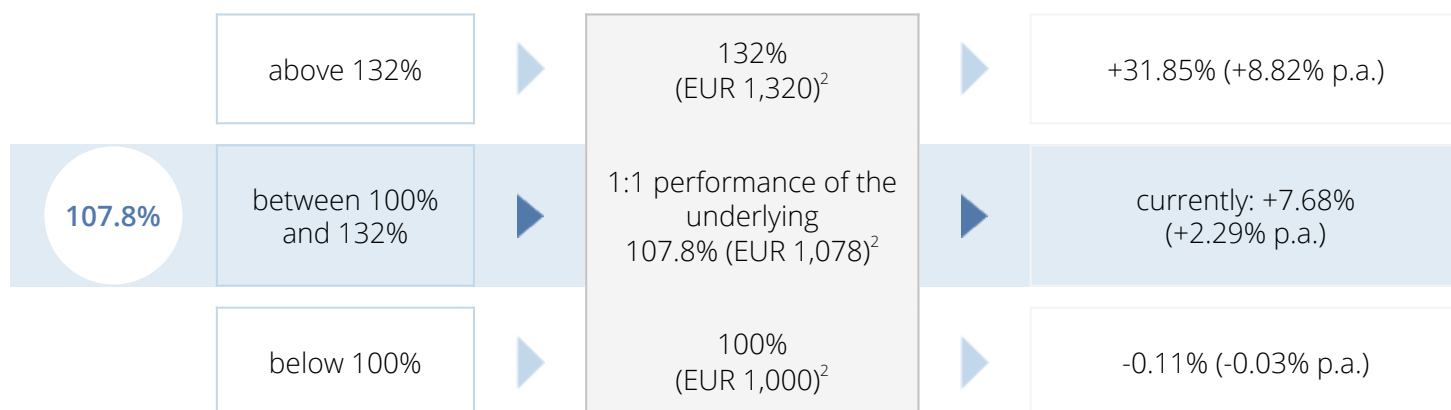 above 132%
132%
(EUR 1,320)²
+31.85% (+8.82% p.a.)
107.8%
between 100%
and 132%
1:1 performance of the
underlying
107.8% (EUR 1,078)²
currently: +7.68%
(+2.29% p.a.)
below 100%
100%
(EUR 1,000)²
-0.11% (-0.03% p.a.)